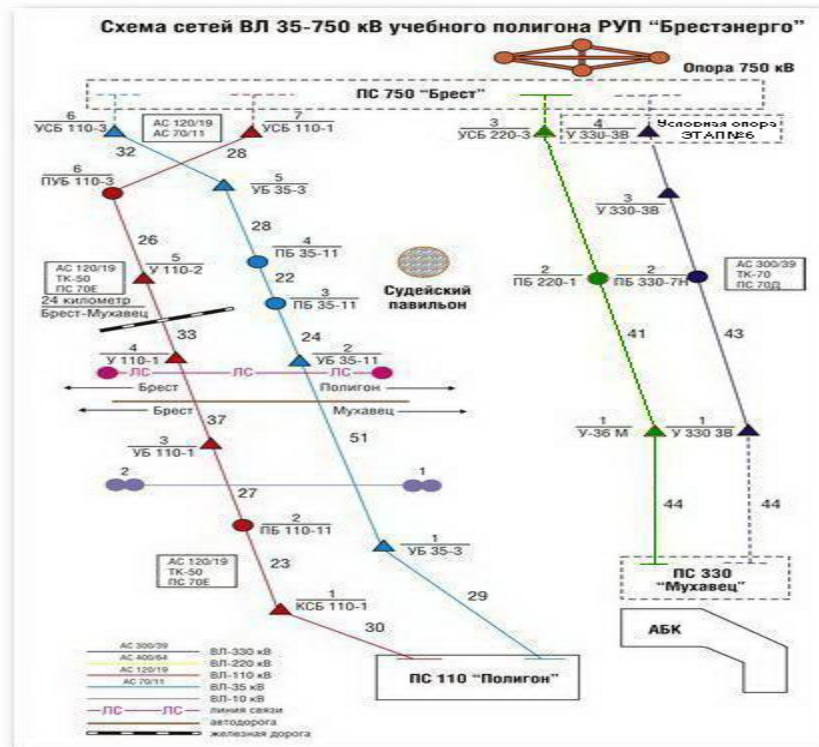 Схема сетей ВЛ 35-750 кВ учебного полигона РУП “Брестэнерго”
Опора 750 кВ
ПС 750 “Брест”
6
УСБ 110-3
АС 120/19
АС 70/11
7
УСБ 110-1
3
УСБ 220-3
4
У 330-3В
Условная опора
ЭТАП №6
32
28
6
ПУБ 110-3
5
УБ 35-3
3
У 330-3В
26
28
5
У 110-2
4
ПБ 35-11
22
3
ПБ 35-11
АС 120/19
ТК-50
ПС 70Е
24 километр
Брест-Мухавец
Судейский
павильон
2
ПБ 220-1
2
ПБ 330-7Н
АС 300/39
ТК-70
ПС 70Д
33
24
41
43
4
У 110-1
2
УБ 35-11
ЛС
ЛС
ЛС
Брест
Полигон
Брест
Мухавец
37
51
3
УБ 110-1
1
У-36 М
1
У 330 3В
2
1
27
44
44
2
ПБ 110-11
1
УБ 35-3
АС 120/19
ТК-50
ПС 70Е
23
29
ПС 330
“Мухавец”
1
КСБ 110-1
30
АБК
ПС 110 “Полигон”
АС 300/39 ВЛ-330 кВ
АС 400/64 ВЛ-220 кВ
АС 120/19 ВЛ-110 кВ
АС 70/11 ВЛ-35 кВ
ВЛ-10 кВ
ЛС ЛС линия связи
автодорога
железная дорога